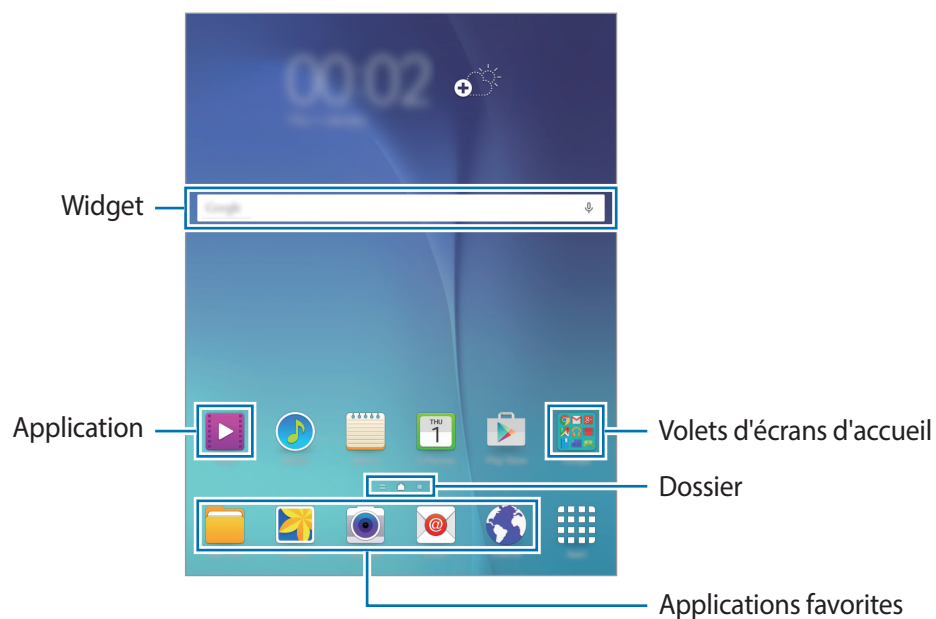 00:02
Widget
Google
Application
THU
1
Volets d'écrans d'accueil
Dossier
@
Applications favorites